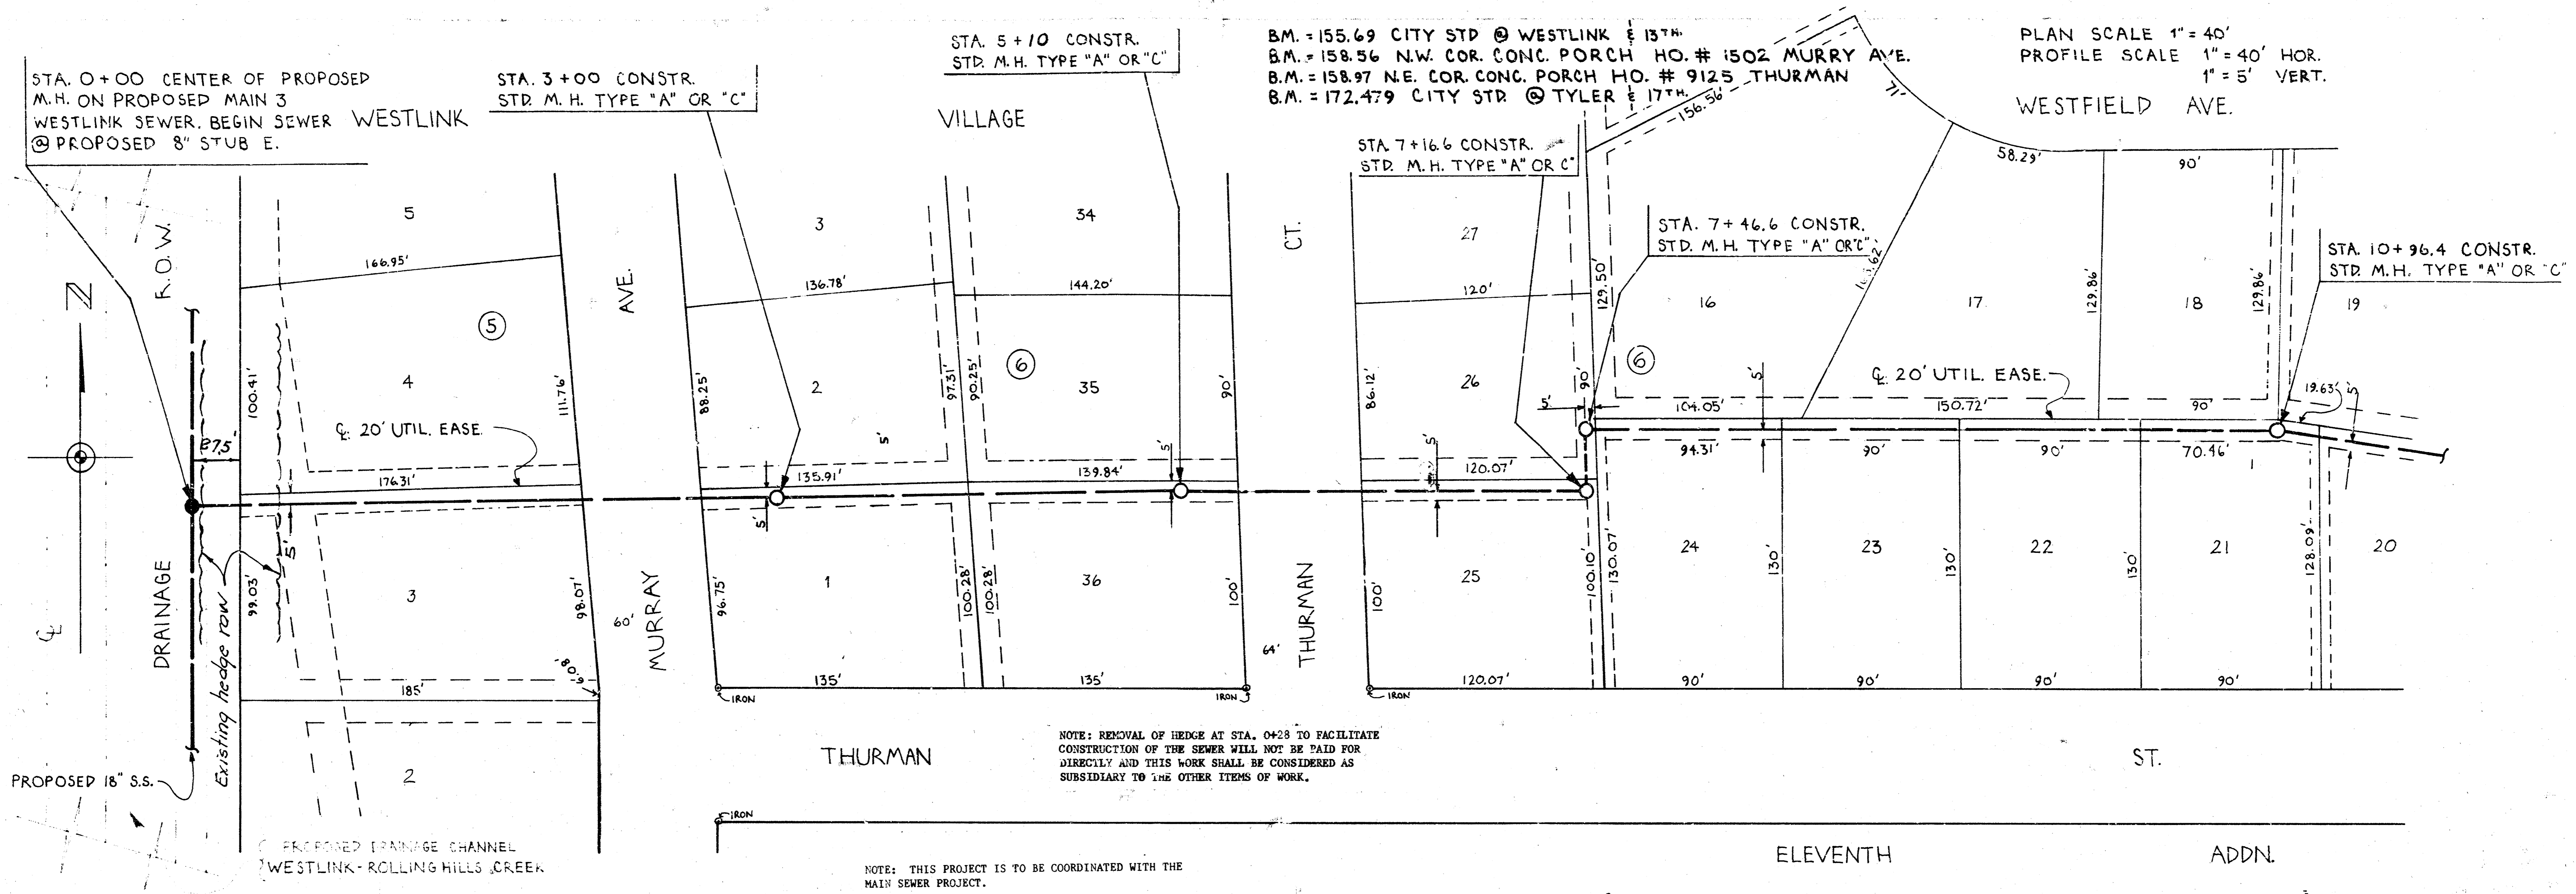 STA. 0+00 CENTER OF PROPOSED
M.H. ON PROPOSED MAIN 3
WESTLINK SEWER. BEGIN SEWER
@ PROPOSED 8" STUB E.
STA. 3+00 CONSTR.
STD. M. H. TYPE "A" OR "C"
STA. 5+10 CONSTR.
STD. M.H. TYPE "A" OR "C"
B.M. = 155.69 CITY STD @ WESTLINK & 13TH.
B.M. = 158.56 N.W. COR. CONC. PORCH HO. # 1502 MURRY AVE.
B.M. = 158.97 N.E. COR. CONC. PORCH HO. # 9125 THURMAN
B.M. = 172.479 CITY STD. @ TYLER & 17TH.
PLAN SCALE 1" = 40'
PROFILE SCALE 1" = 40' HOR.
1" = 5' VERT.
WESTLINK
VILLAGE
WESTFIELD AVE.
STA. 7+16.6 CONSTR.
STD. M.H. TYPE "A" OR C"
STA. 7+46.6 CONSTR.
STD. M.H. TYPE "A" OR "C"
STA. 10+96.4 CONSTR.
STD. M.H. TYPE "A" OR "C"
156.56'
71'
58.29'
90'
R.O.W.
5
166.95'
5
4
100.41'
111.76'
℄ 20' UTIL. EASE.
87.5'
176.31'
5'
N
AVE.
3
136.78'
2
88.25'
97.31'
90.25'
6
5'
135.91'
5'
34
144.20'
35
90'
139.84'
5'
CT.
27
120'
26
86.12'
120.07'
129.50'
90'
5'
6
16
17
129.86'
18
129.86'
19
℄ 20' UTIL. EASE.
104.05'
5'
150.72'
90'
19.63'
5'
94.31'
90'
90'
70.46'
DRAINAGE
℄
Existing hedge row
99.03'
3
98.07'
80.9'
185'
2
60'
MURRAY
96.75'
1
100.28'
100.28'
36
100'
135'
135'
IRON
IRON
64'
THURMAN
100'
25
100.10'
130.07'
120.07'
IRON
24
130'
23
130'
22
130'
21
128.09'
20
90'
90'
90'
90'
PROPOSED 18" S.S.
THURMAN
ST.
NOTE: REMOVAL OF HEDGE AT STA. 0+28 TO FACILITATE
CONSTRUCTION OF THE SEWER WILL NOT BE PAID FOR
DIRECTLY AND THIS WORK SHALL BE CONSIDERED AS
SUBSIDIARY TO THE OTHER ITEMS OF WORK.
IRON
PROPOSED DRAINAGE CHANNEL
WESTLINK-ROLLING HILLS CREEK
NOTE: THIS PROJECT IS TO BE COORDINATED WITH THE
MAIN SEWER PROJECT.
ELEVENTH
ADDN.